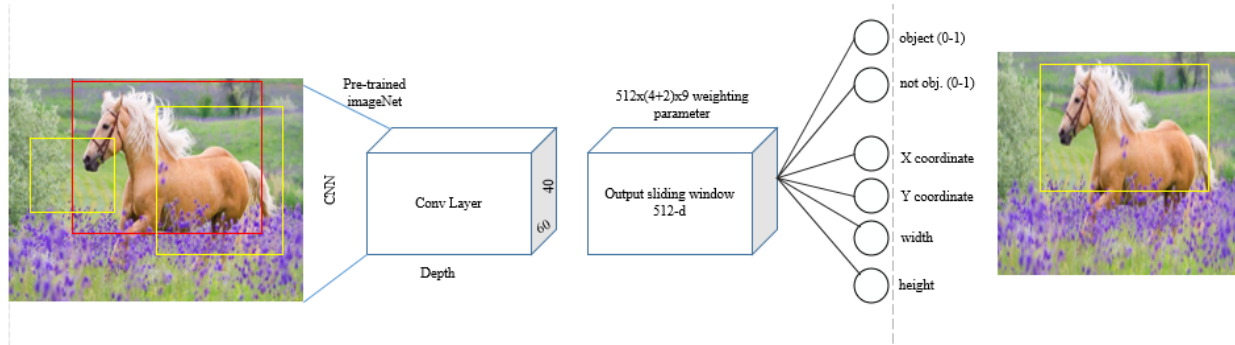 Pre-trained
imageNet
CNN
Conv Layer
40
60
Depth
512x(4+2)x9 weighting
parameter
Output sliding window
512-d
object (0-1)
not obj. (0-1)
X coordinate
Y coordinate
width
height